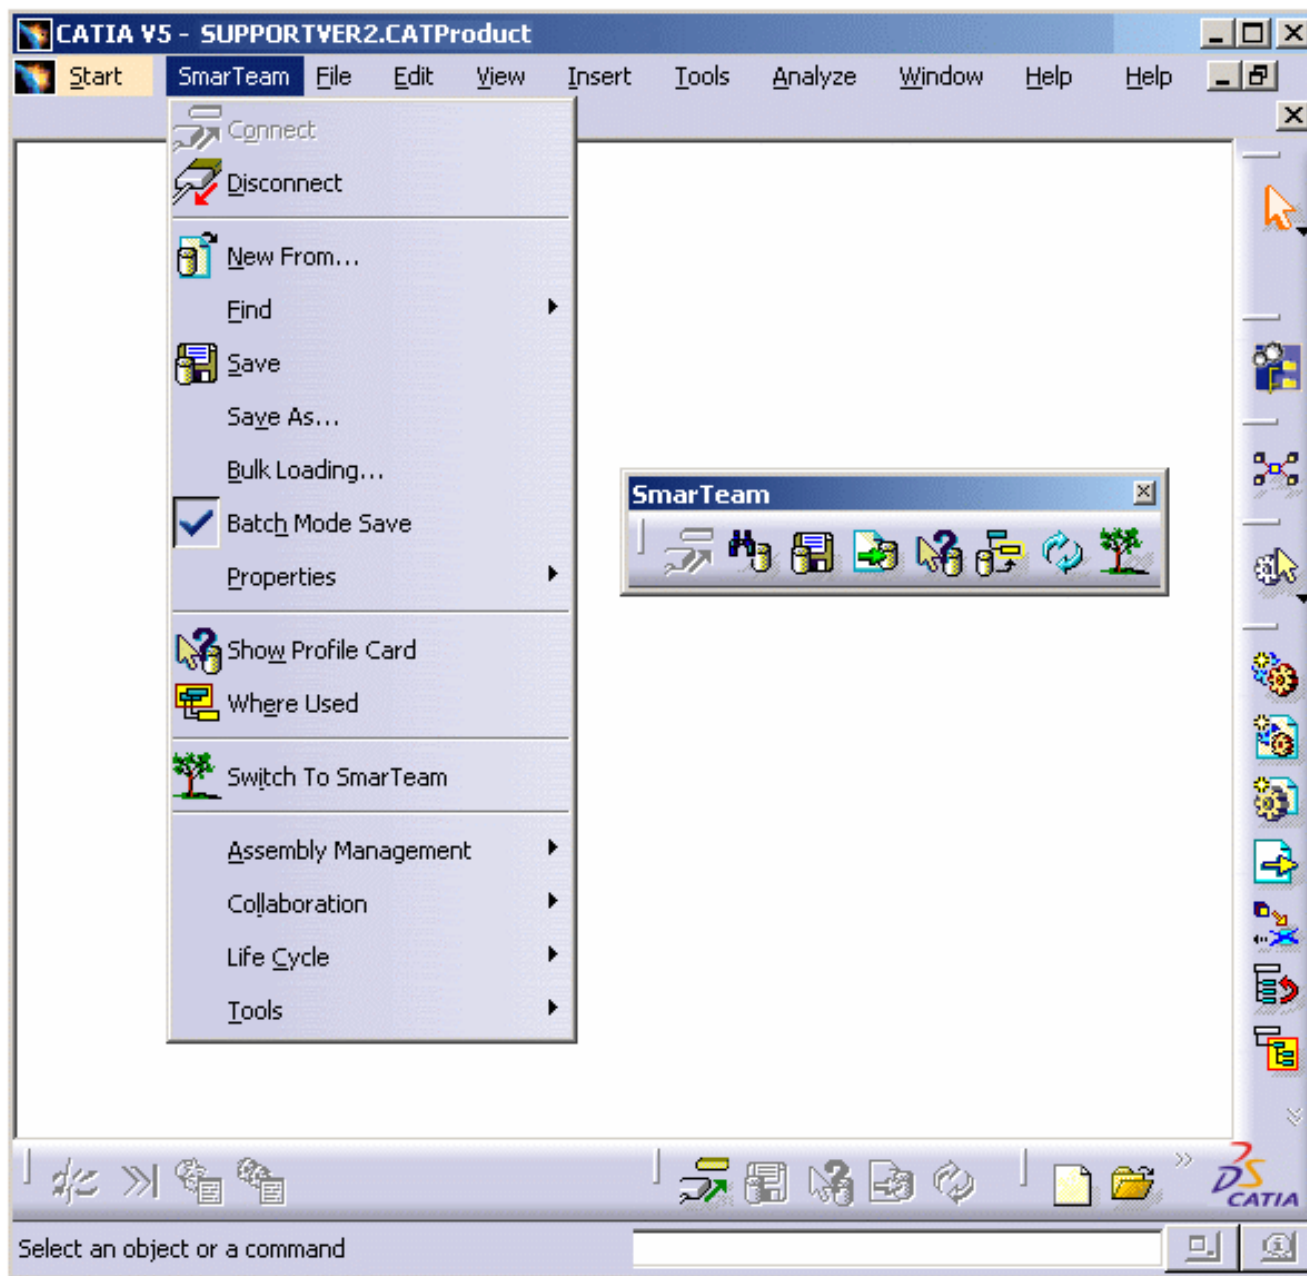 CATIA V5 - SUPPORTVER2.CATProduct
Start SmarTeam File Edit View Insert Tools Analyze Window Help Help
Connect
Disconnect
New From...
Find
Save
Save As...
Bulk Loading...
Batch Mode Save
Properties
Show Profile Card
Where Used
Switch To SmarTeam
Assembly Management
Collaboration
Life Cycle
Tools
SmarTeam
DS
CATIA
Select an object or a command